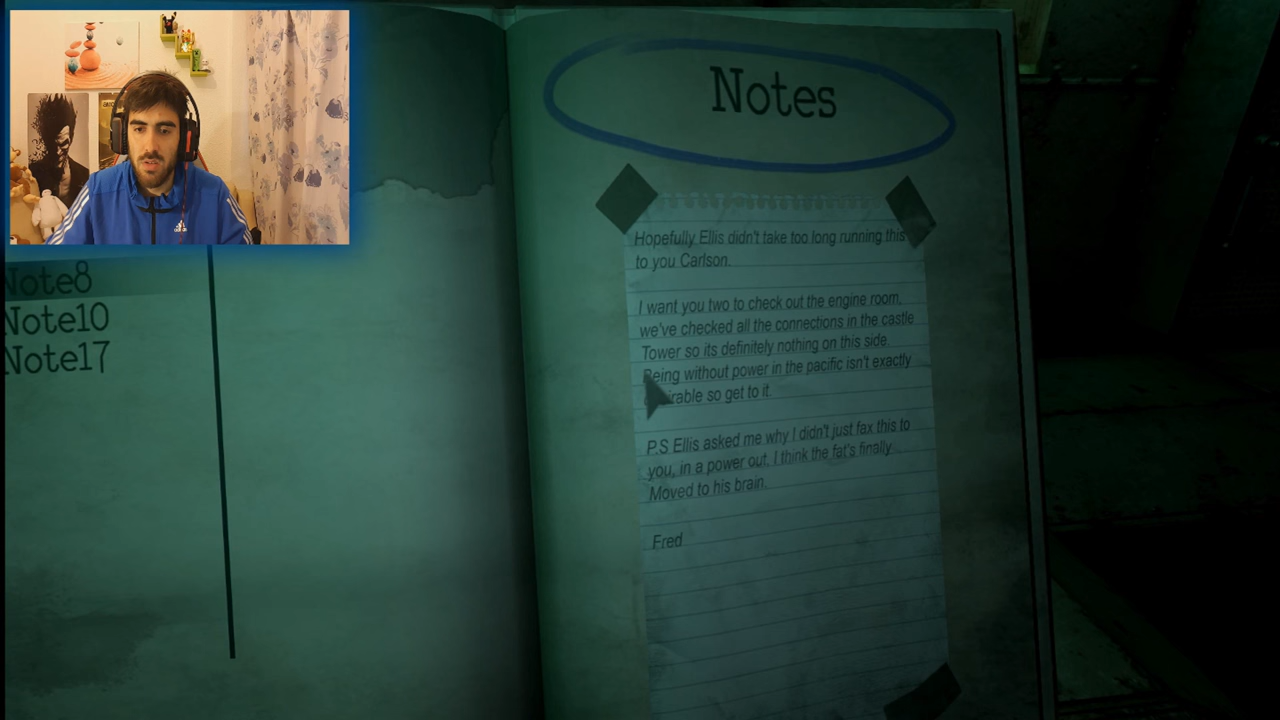 Notes
Hopefully Ellis didn't take too long running this
to you Carlson.
I want you two to check out the engine room,
we've checked all the connections in the castle
Tower so its definitely nothing on this side.
Being without power in the pacific isn't exactly
irable so get to it.
P.S Ellis asked me why I didn't just fax this to
you, in a power out, I think the fat's finally
Moved to his brain.
Fred
Note8
Note10
Note17
adidas